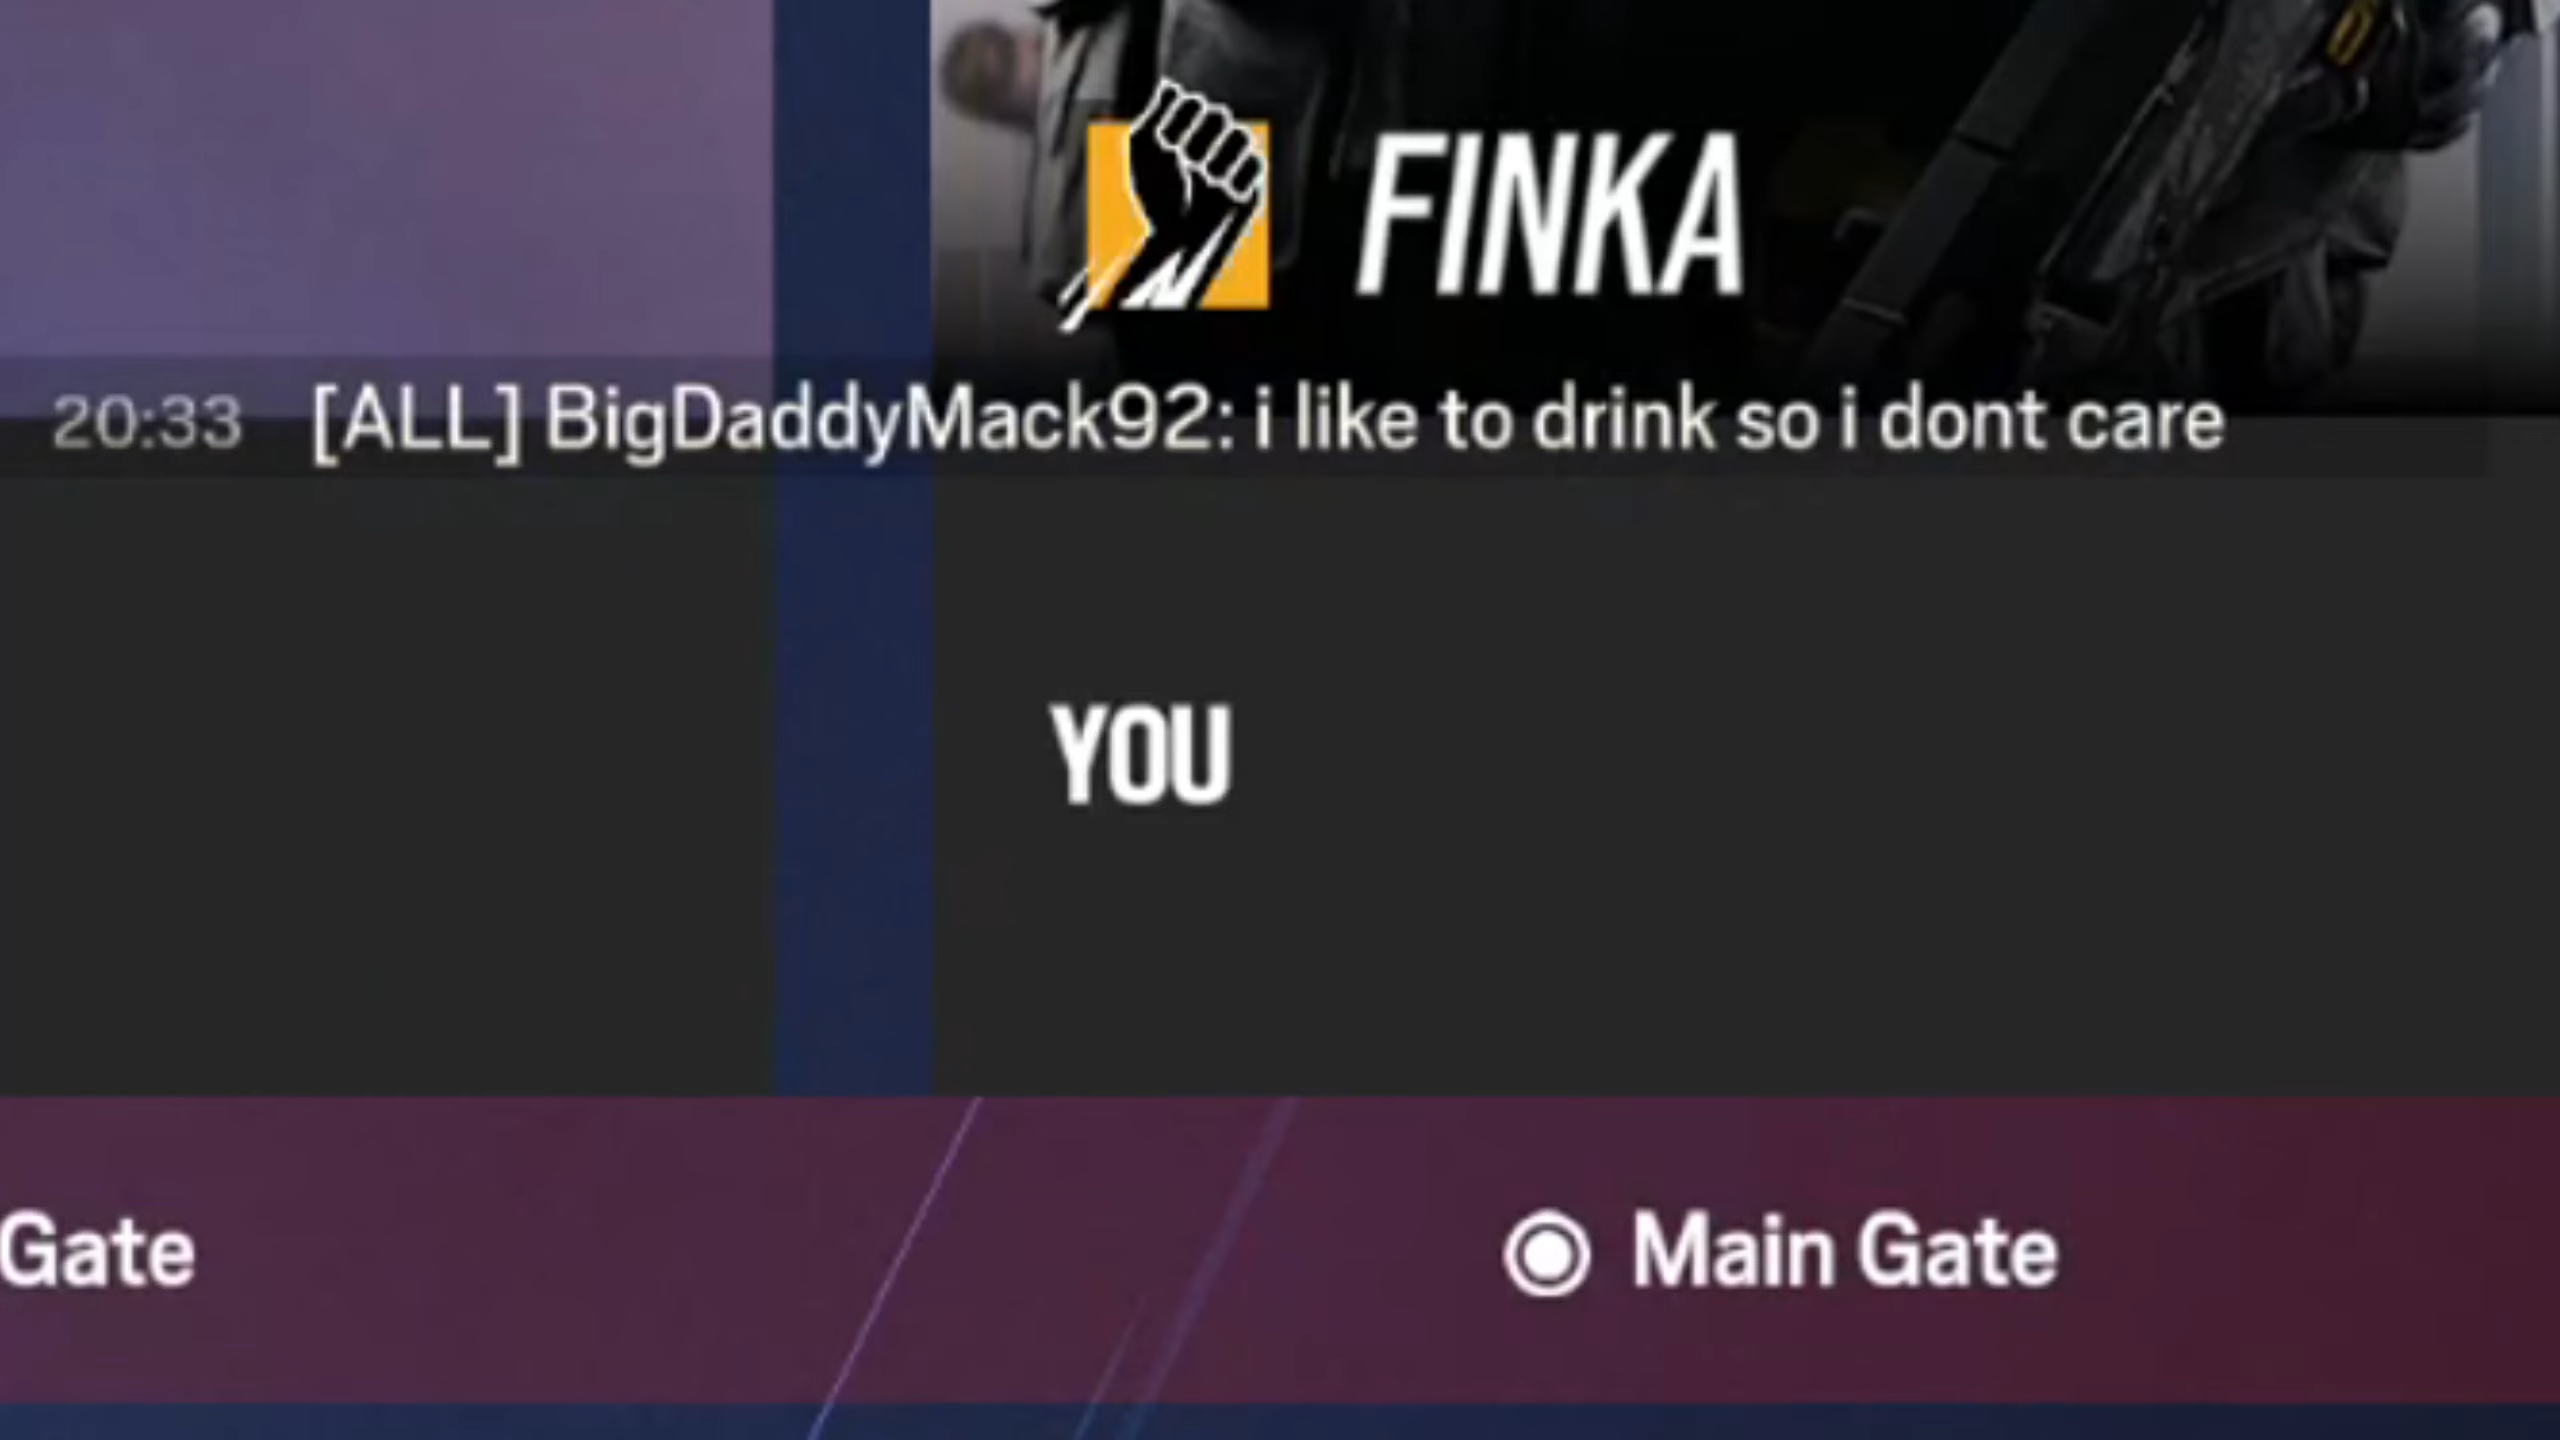 FINKA
20:33 [ALL] BigDaddyMack92: i like to drink so i dont care
YOU
Gate
Main Gate